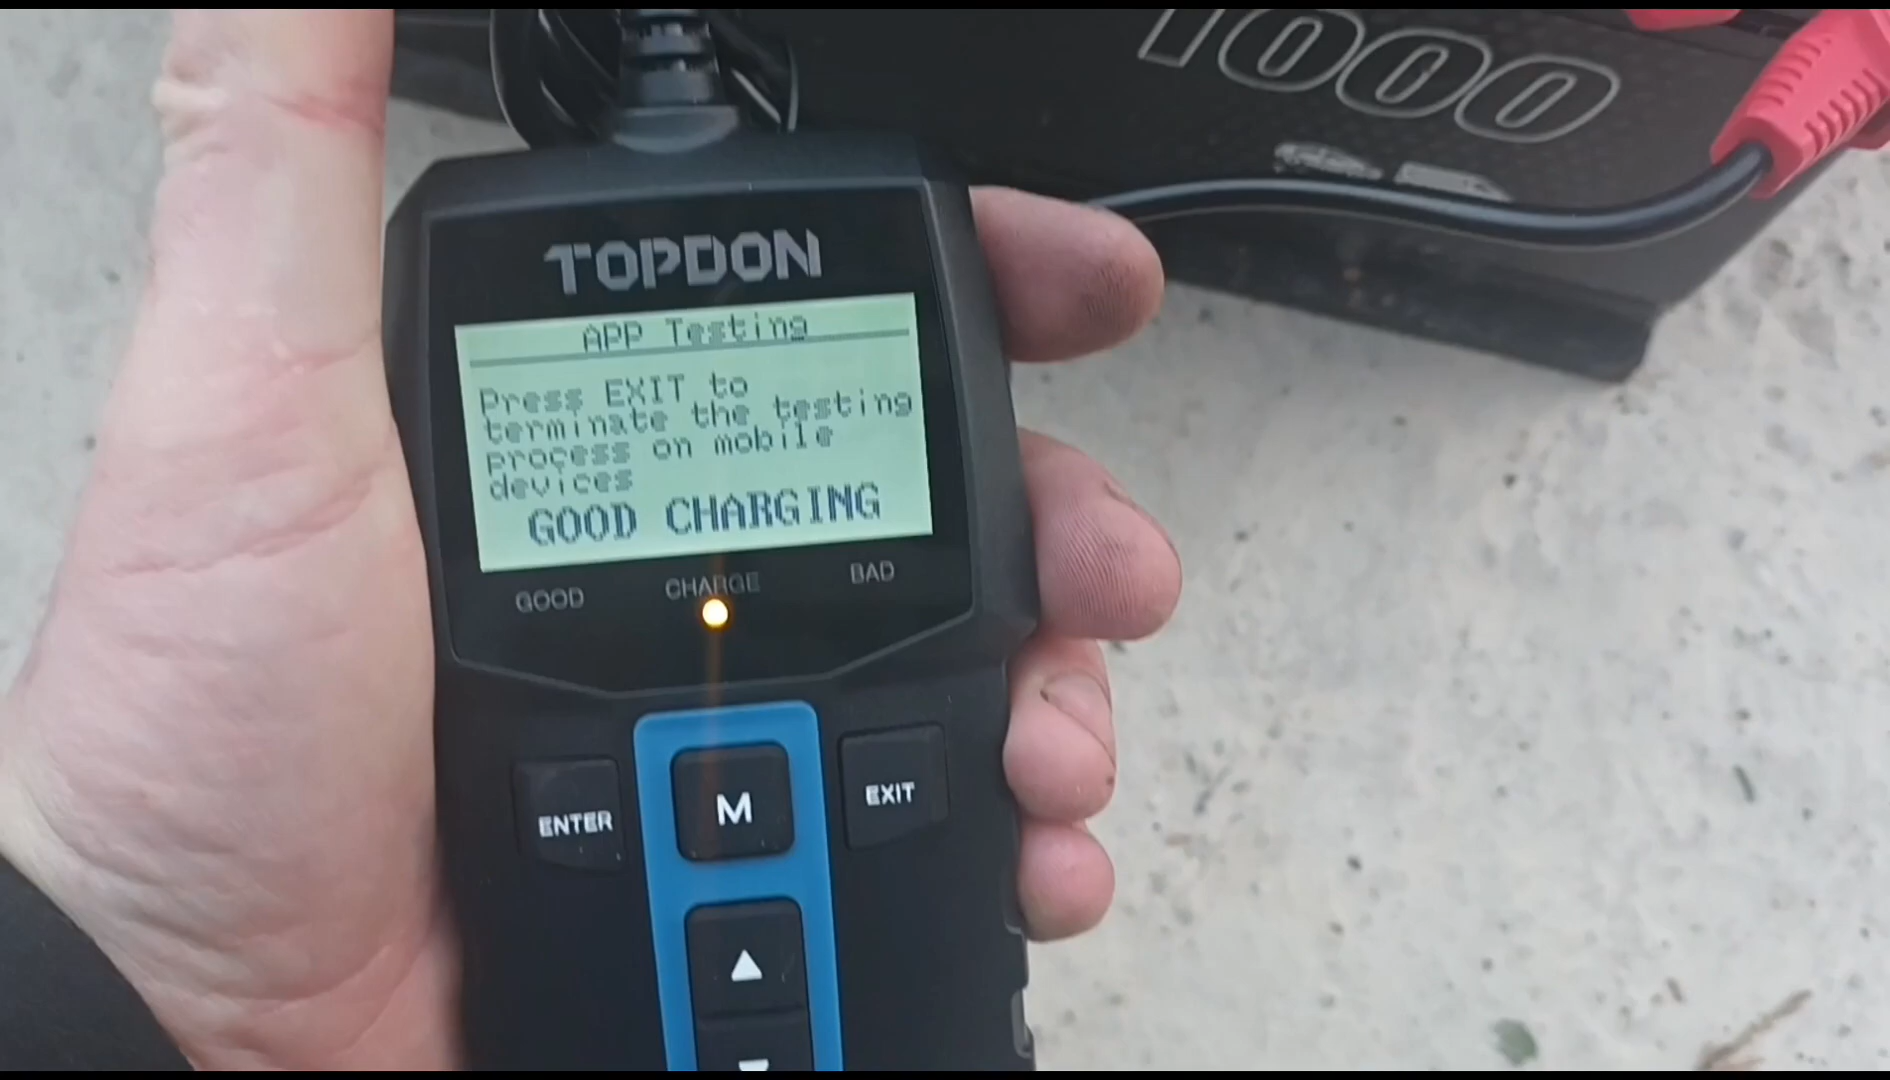 1000
TOPDON
APP Testing
Press EXIT to
terminate the testing
process on mobile
devices
GOOD CHARGING
GOOD CHARGE BAD
ENTER M EXIT